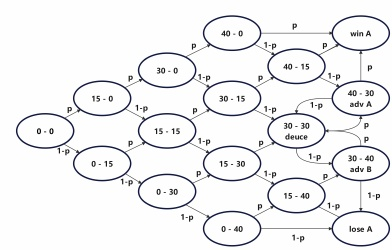 40 - 0
p
win A
p
1-p
p
30 - 0
40 - 15
p
1-p
p
1-p
15 - 0
30 - 15
40 - 30
adv A
p
1-p
p
1-p
1-p
0 - 0
15 - 15
30 - 30
deuce
p
1-p
p
1-p
p
1-p
p
0 - 15
15 - 30
30 - 40
adv B
1-p
p
1-p
p
1-p
0 - 30
15 - 40
1-p
p
1-p
0 - 40
lose A
1-p